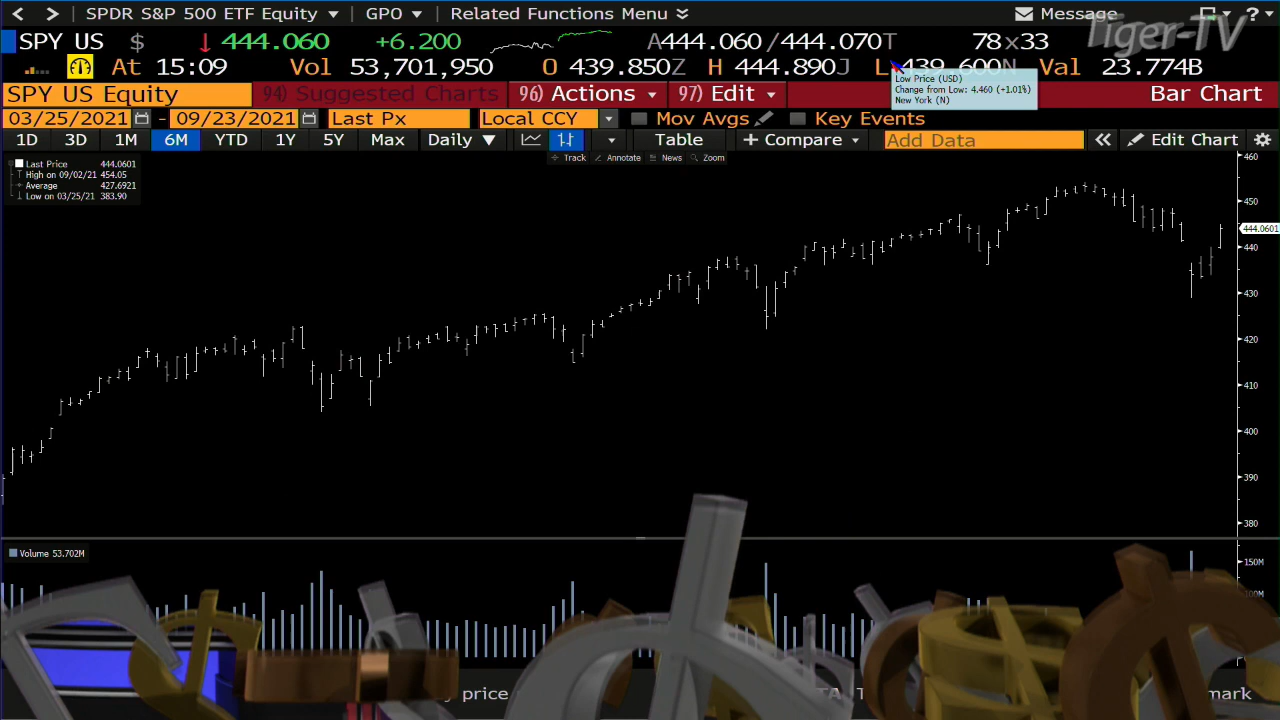 SPDR S&P 500 ETF Equity GPO Related Functions Menu Message ?
Tiger-TV
SPY US $ ↓ 444.060 +6.200 A444.060/444.070T 78x33
At 15:09 Vol 53,701,950 O 439.850Z H 444.890J L 439.600N Val 23.774B
Low Price (USD)
Change from Low: 4.460 (+1.01%)
New York (N)
SPY US Equity 94) Suggested Charts 96) Actions 97) Edit Bar Chart
03/25/2021 - 09/23/2021 Last Px Local CCY Mov Avgs Key Events
1D 3D 1M 6M YTD 1Y 5Y Max Daily ▼ Table + Compare Add Data « Edit Chart
Track Annotate News Zoom
Last Price 444.0601
High on 09/02/21 454.05
Average 427.6921
Low on 03/25/21 383.90
460
450
444.0601
440
430
420
410
400
390
380
Volume 53.702M
150M
100M
price
mark